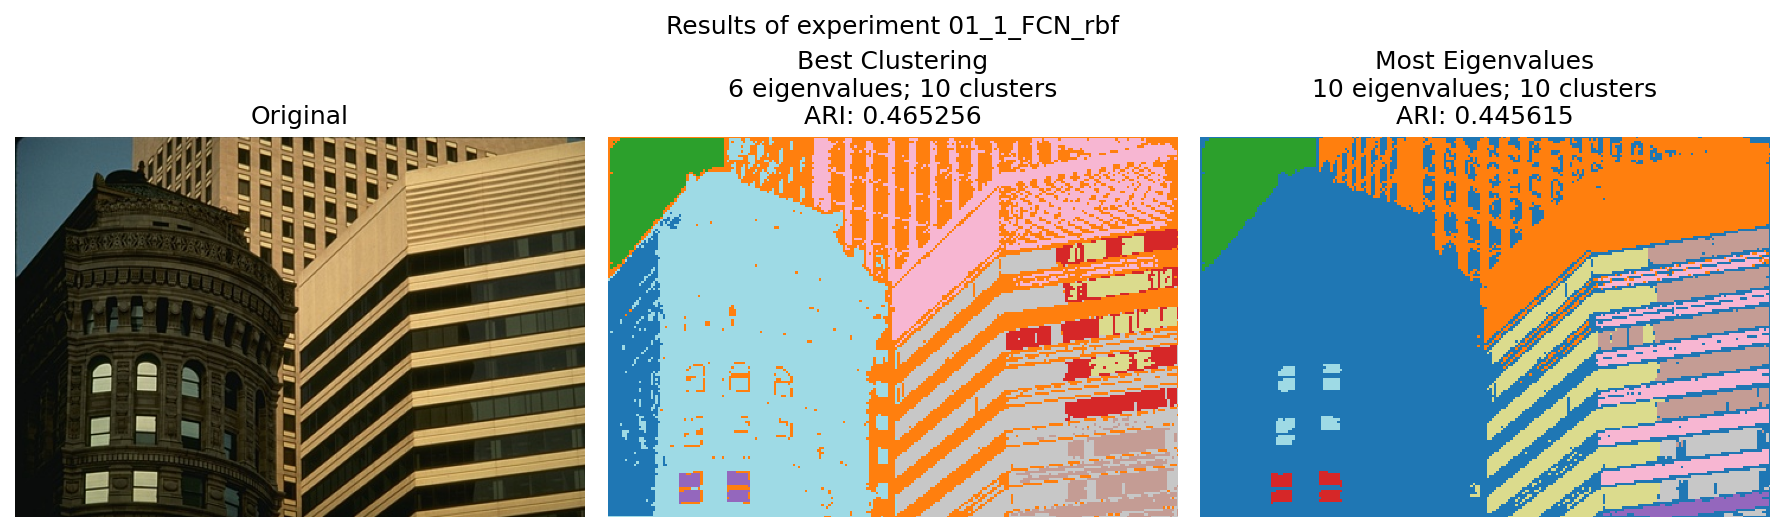 Results of experiment 01_1_FCN_rbf
Original
Best Clustering
6 eigenvalues; 10 clusters
ARI: 0.465256
Most Eigenvalues
10 eigenvalues; 10 clusters
ARI: 0.445615